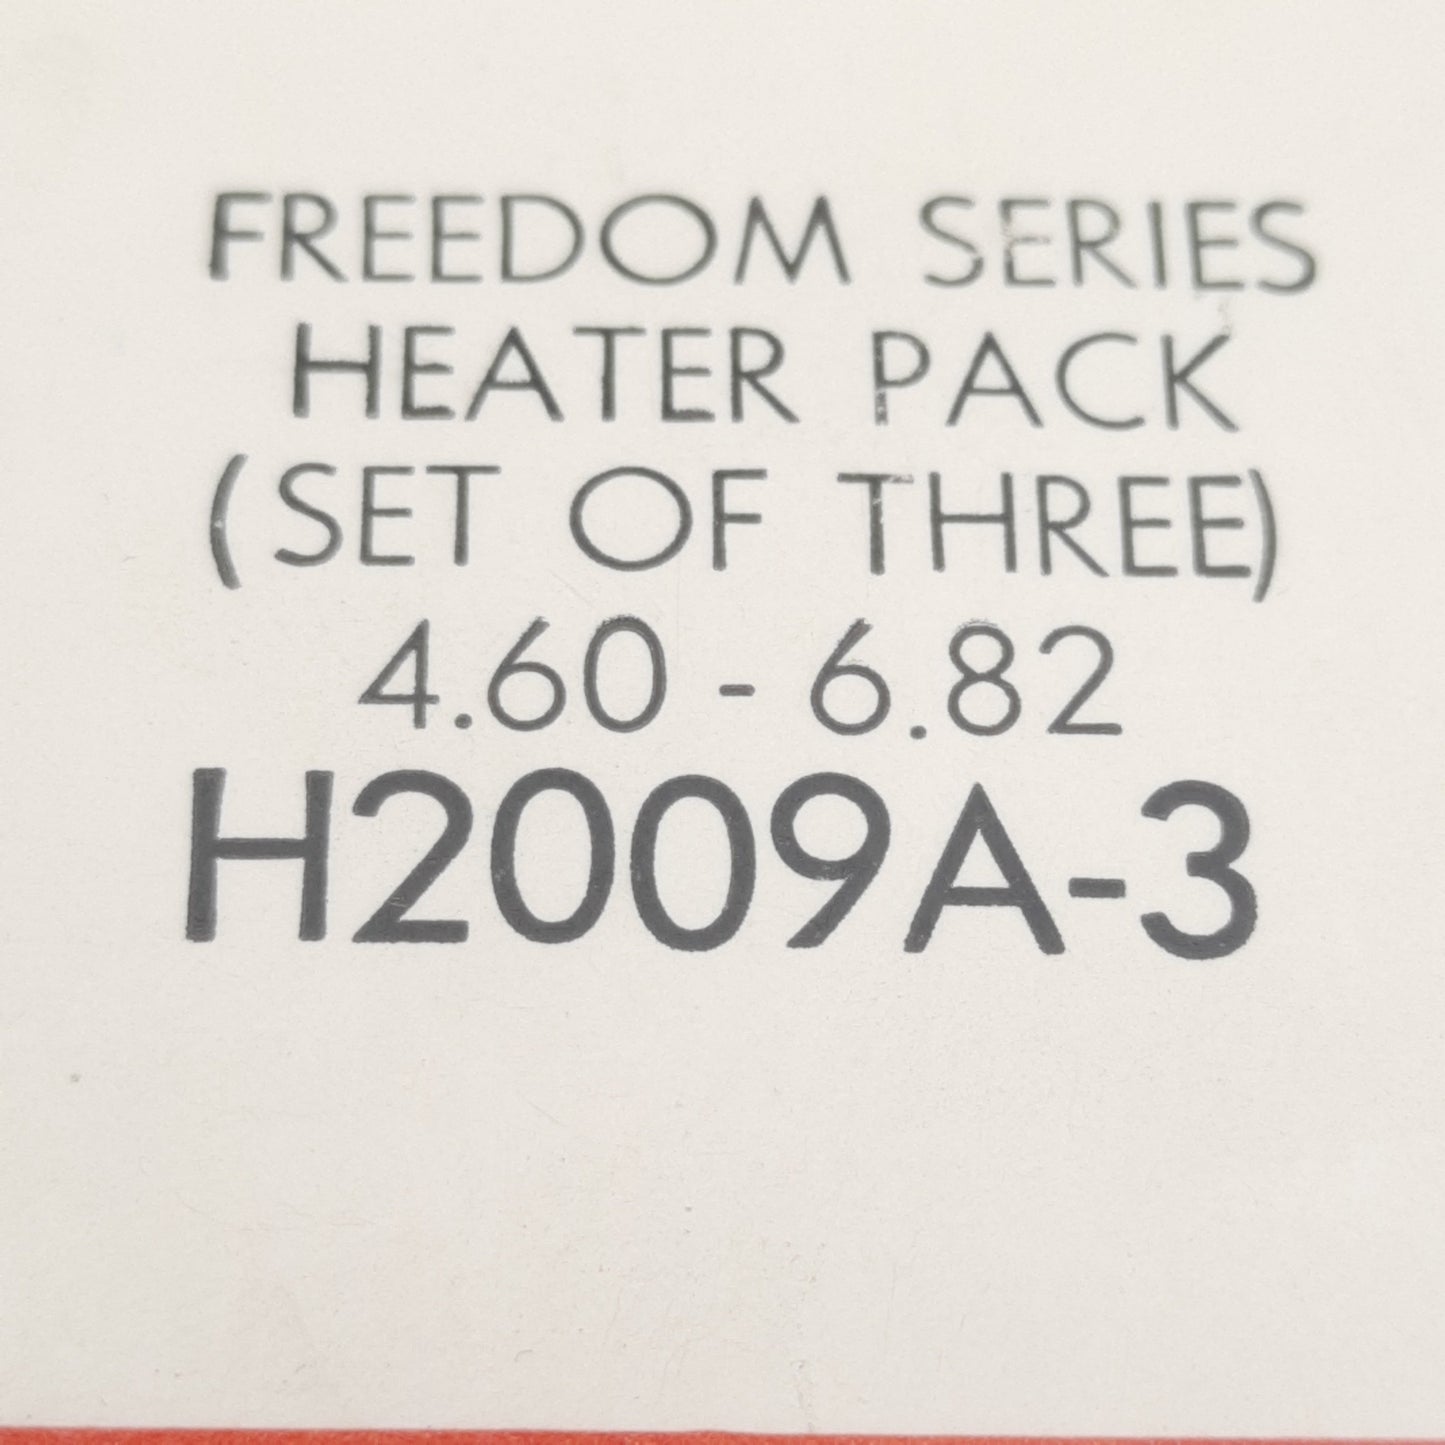 FREEDOM SERIES
HEATER PACK
(SET OF THREE)
4.60 - 6.82
H2009A-3